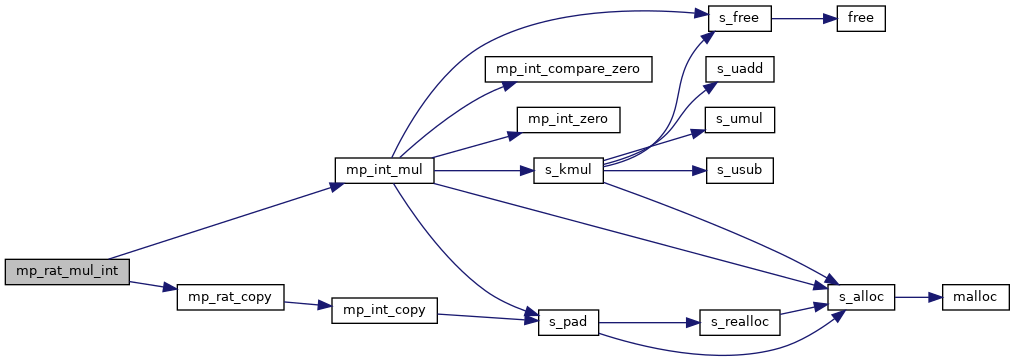 s_free
free
mp_int_compare_zero
s_uadd
mp_int_zero
s_umul
mp_int_mul
s_kmul
s_usub
mp_rat_mul_int
mp_rat_copy
mp_int_copy
s_pad
s_realloc
s_alloc
malloc